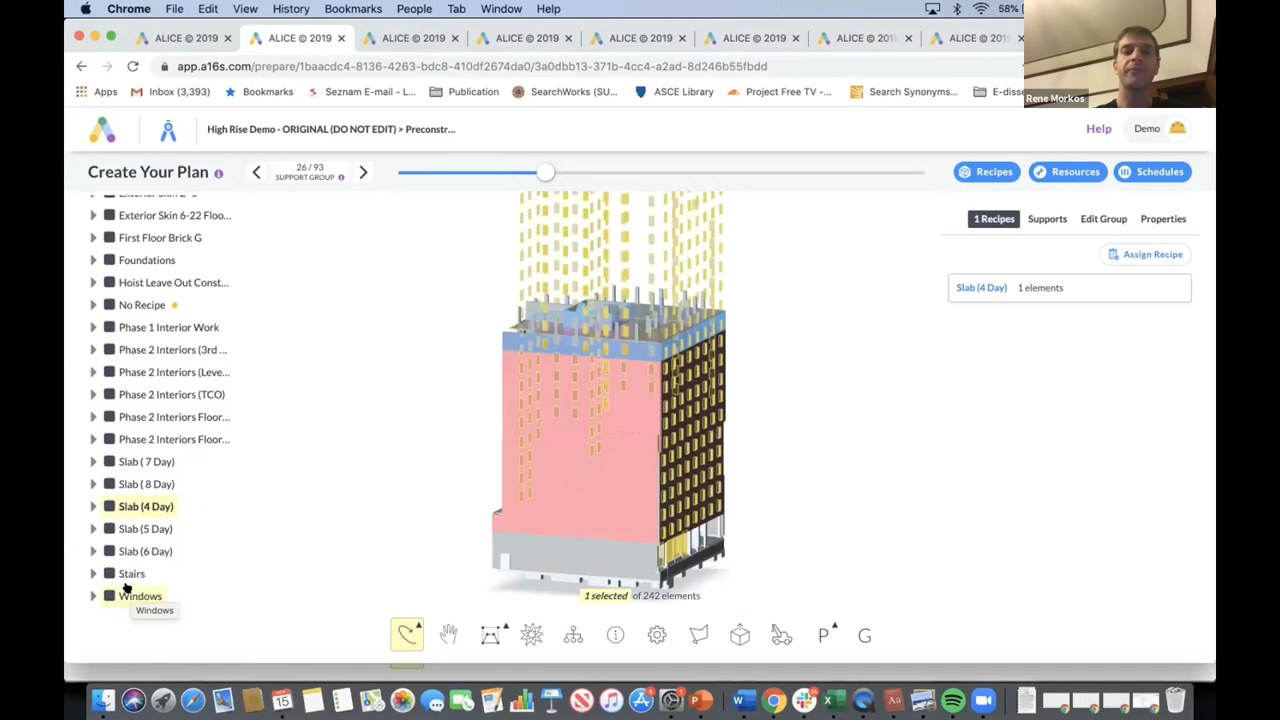 Chrome File Edit View History Bookmarks People Tab Window Help 58%
ALICE © 2019 ALICE © 2019 ALICE © 2019 ALICE © 2019 ALICE © 2019 ALICE © 2019 ALICE © 2019 ALICE © 2019
app.a16s.com/prepare/1baacdc4-8136-4263-bc3e-410df2674da0/3a0dbb13-371b-4cc4-a2ad-8d246b55fbdd
Apps Inbox (3,393) Bookmarks Seznam E-mail - L... Publication SearchWorks (SU... ASCE Library Project Free TV -... Search Synonyms... E-disse
Rene Morkos
High Rise Demo - ORIGINAL (DO NOT EDIT) > Preconstr...
Help Demo
Create Your Plan
26 / 93
SUPPORT GROUP
Recipes Resources Schedules
Exterior Skin 6-22 Floo...
First Floor Brick G
Foundations
Hoist Leave Out Const...
No Recipe
Phase 1 Interior Work
Phase 2 Interiors (3rd ...
Phase 2 Interiors (Leve...
Phase 2 Interiors (TCO)
Phase 2 Interiors Floor...
Phase 2 Interiors Floor...
Slab ( 7 Day)
Slab ( 8 Day)
Slab (4 Day)
Slab (5 Day)
Slab (6 Day)
Stairs
Windows
Windows
1 Recipes Supports Edit Group Properties
Assign Recipe
Slab (4 Day) 1 elements
1 selected of 242 elements
P G